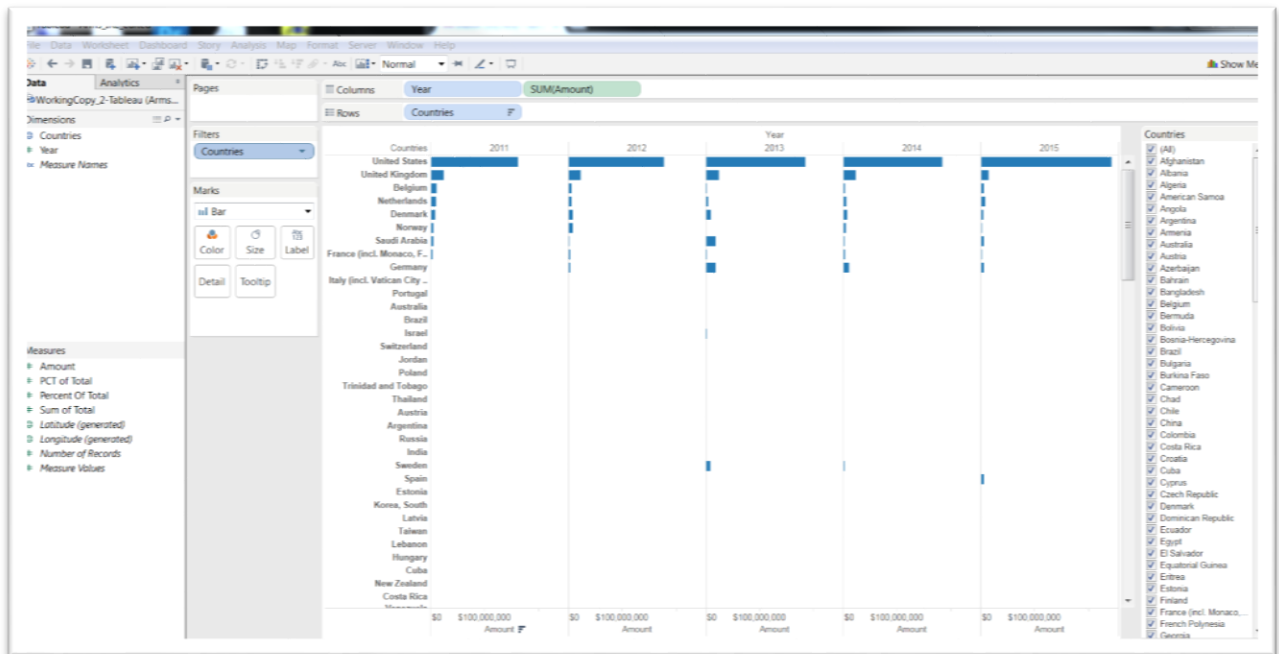 File Data Worksheet Dashboard Story Analysis Map Format Server Window Help
Abc Normal Show Me
Data Analytics
WorkingCopy_2-Tableau (Arms...
Dimensions
Countries
Year
Measure Names
Measures
Amount
PCT of Total
Percent Of Total
Sum of Total
Latitude (generated)
Longitude (generated)
Number of Records
Measure Values
Pages
Filters
Countries
Marks
Bar
Color Size Label
Detail Tooltip
Columns Year SUM(Amount)
Rows Countries
Year
Countries 2011 2012 2013 2014 2015
United States
United Kingdom
Belgium
Netherlands
Denmark
Norway
Saudi Arabia
France (incl. Monaco, F..
Germany
Italy (incl. Vatican City ..
Portugal
Australia
Brazil
Israel
Switzerland
Jordan
Poland
Trinidad and Tobago
Thailand
Austria
Argentina
Russia
India
Sweden
Spain
Estonia
Korea, South
Latvia
Taiwan
Lebanon
Hungary
Cuba
New Zealand
Costa Rica
$0 $100,000,000 $0 $100,000,000 $0 $100,000,000 $0 $100,000,000 $0 $100,000,000
Amount Amount Amount Amount Amount
Countries
(All)
Afghanistan
Albania
Algeria
American Samoa
Angola
Argentina
Armenia
Australia
Austria
Azerbaijan
Bahrain
Bangladesh
Belgium
Bermuda
Bolivia
Bosnia-Hercegovina
Brazil
Bulgaria
Burkina Faso
Cameroon
Chad
Chile
China
Colombia
Costa Rica
Croatia
Cuba
Cyprus
Czech Republic
Denmark
Dominican Republic
Ecuador
Egypt
El Salvador
Equatorial Guinea
Eritrea
Estonia
Finland
France (incl. Monaco,...
French Polynesia
Georgia